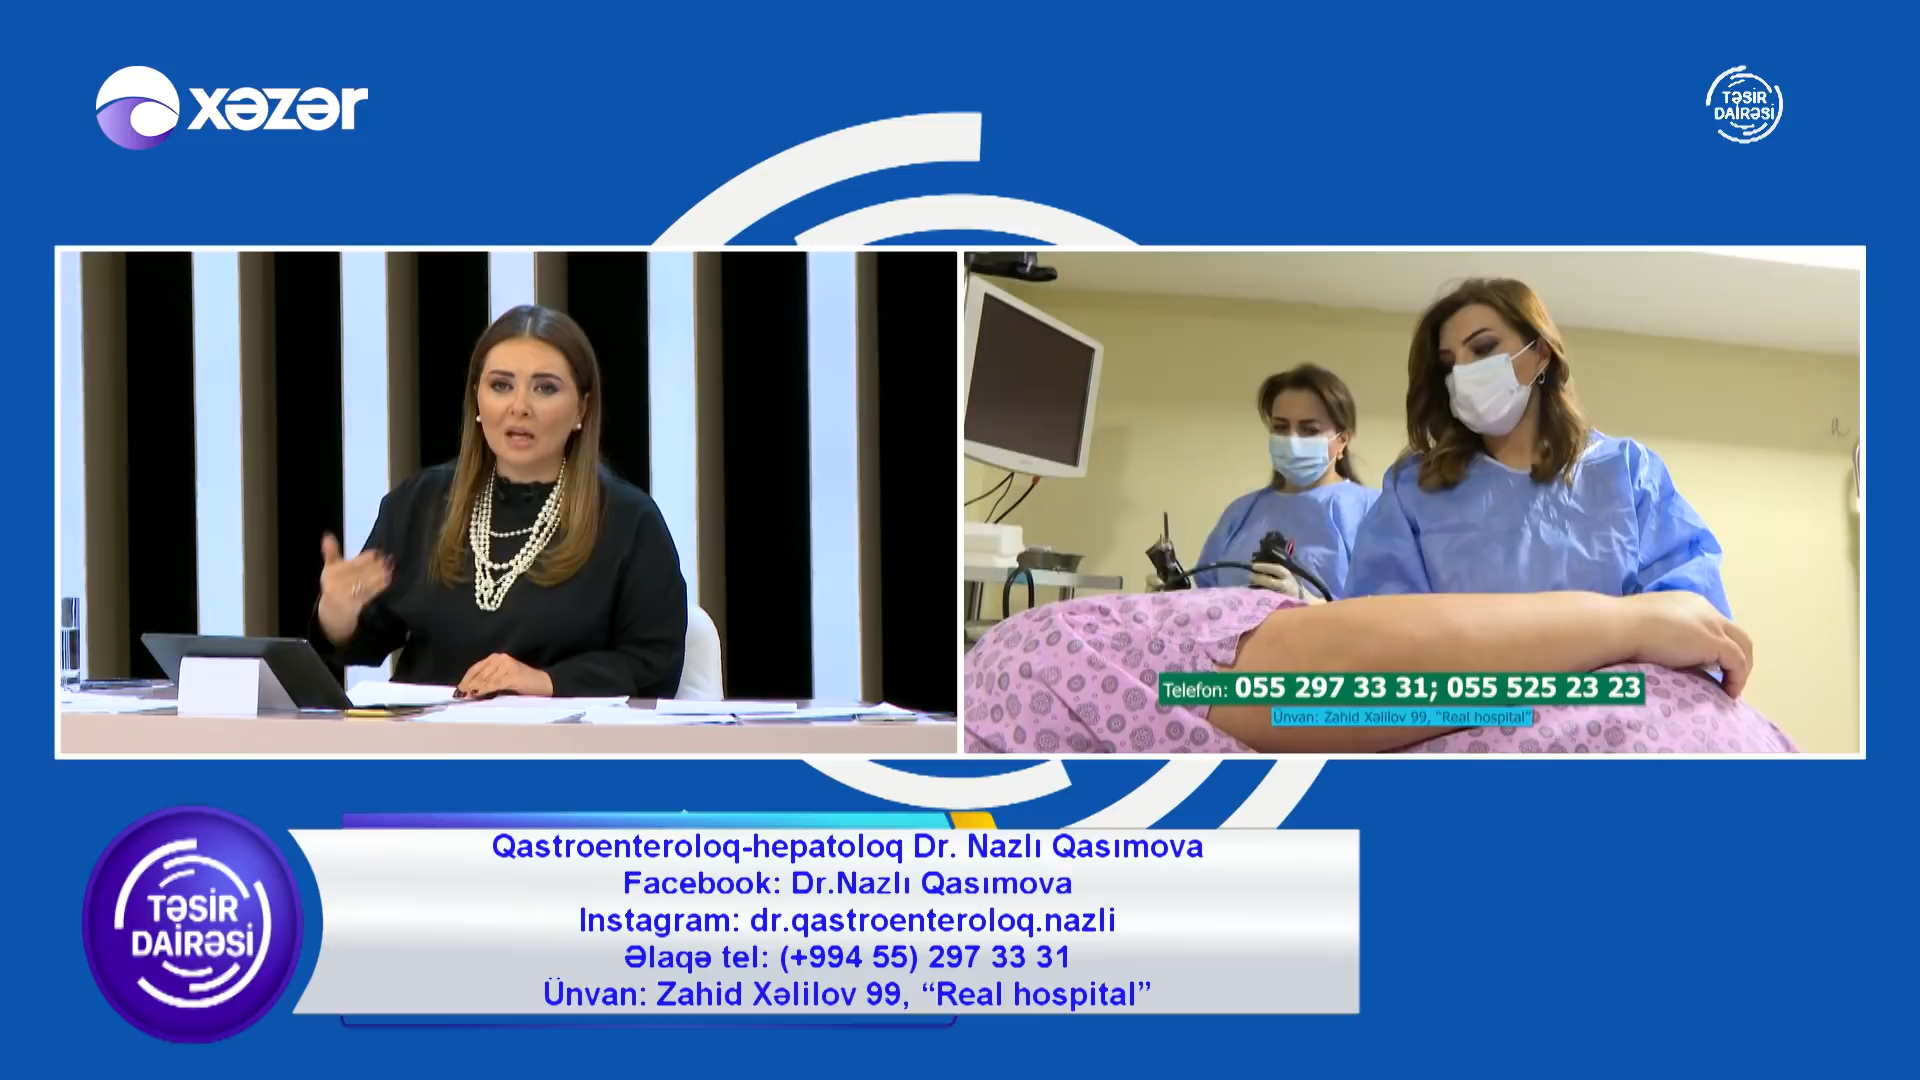 xəzər
TƏSİR
DAİRƏSİ
Telefon: 055 297 33 31; 055 525 23 23
Ünvan: Zahid Xəlilov 99, “Real hospital”
Qastroenteroloq-hepatoloq Dr. Nazlı Qasımova
Facebook: Dr.Nazlı Qasımova
Instagram: dr.qastroenteroloq.nazli
Əlaqə tel: (+994 55) 297 33 31
Ünvan: Zahid Xəlilov 99, “Real hospital”
TƏSİR
DAİRƏSİ